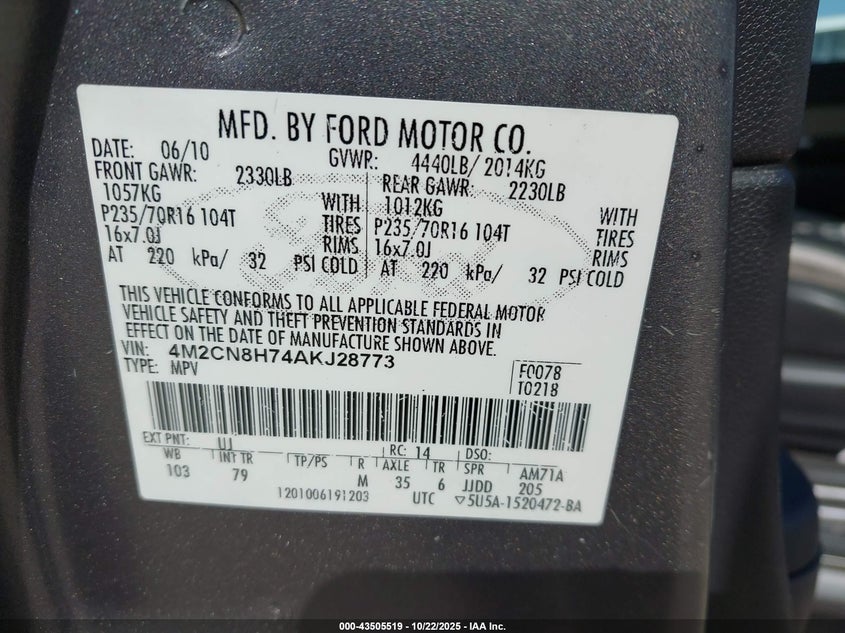 MFD. BY FORD MOTOR CO.
DATE: 06/10 GVWR: 4440LB/ 2014KG
FRONT GAWR: 2330LB REAR GAWR: 2230LB
1057KG WITH 1012KG WITH
P235/70R16 104T TIRES P235/70R16 104T TIRES
16x7.0J RIMS 16x7.0J RIMS
AT 220 kPa/ 32 PSI COLD AT 220 kPa/ 32 PSI COLD
THIS VEHICLE CONFORMS TO ALL APPLICABLE FEDERAL MOTOR
VEHICLE SAFETY AND THEFT PREVENTION STANDARDS IN
EFFECT ON THE DATE OF MANUFACTURE SHOWN ABOVE.
VIN: 4M2CN8H74AKJ28773
TYPE: MPV
F0078
T0218
EXT PNT: UJ RC: 14 DSO:
WB INT TR TP/PS R AXLE TR SPR AM71A
103 79 M 35 6 JJDD 205
1201006191203 UTC ▽5U5A-1520472-BA
000-43505519 - 10/22/2025 - IAA Inc.